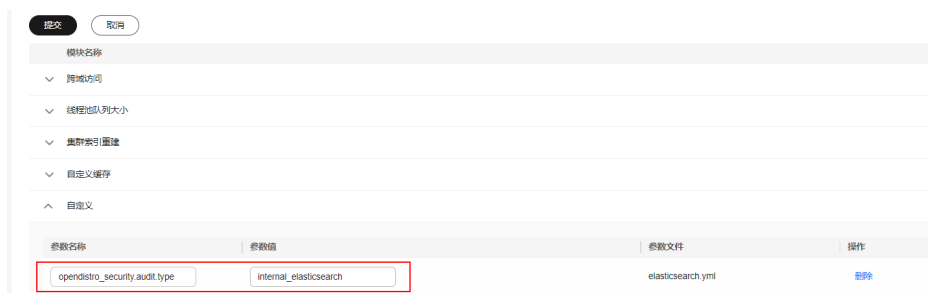 提交 取消
模块名称
跨域访问
线程池队列大小
集群索引重建
自定义缓存
自定义
参数名称 参数值 参数文件 操作
opendistro_security.audit.type internal_elasticsearch elasticsearch.yml 删除